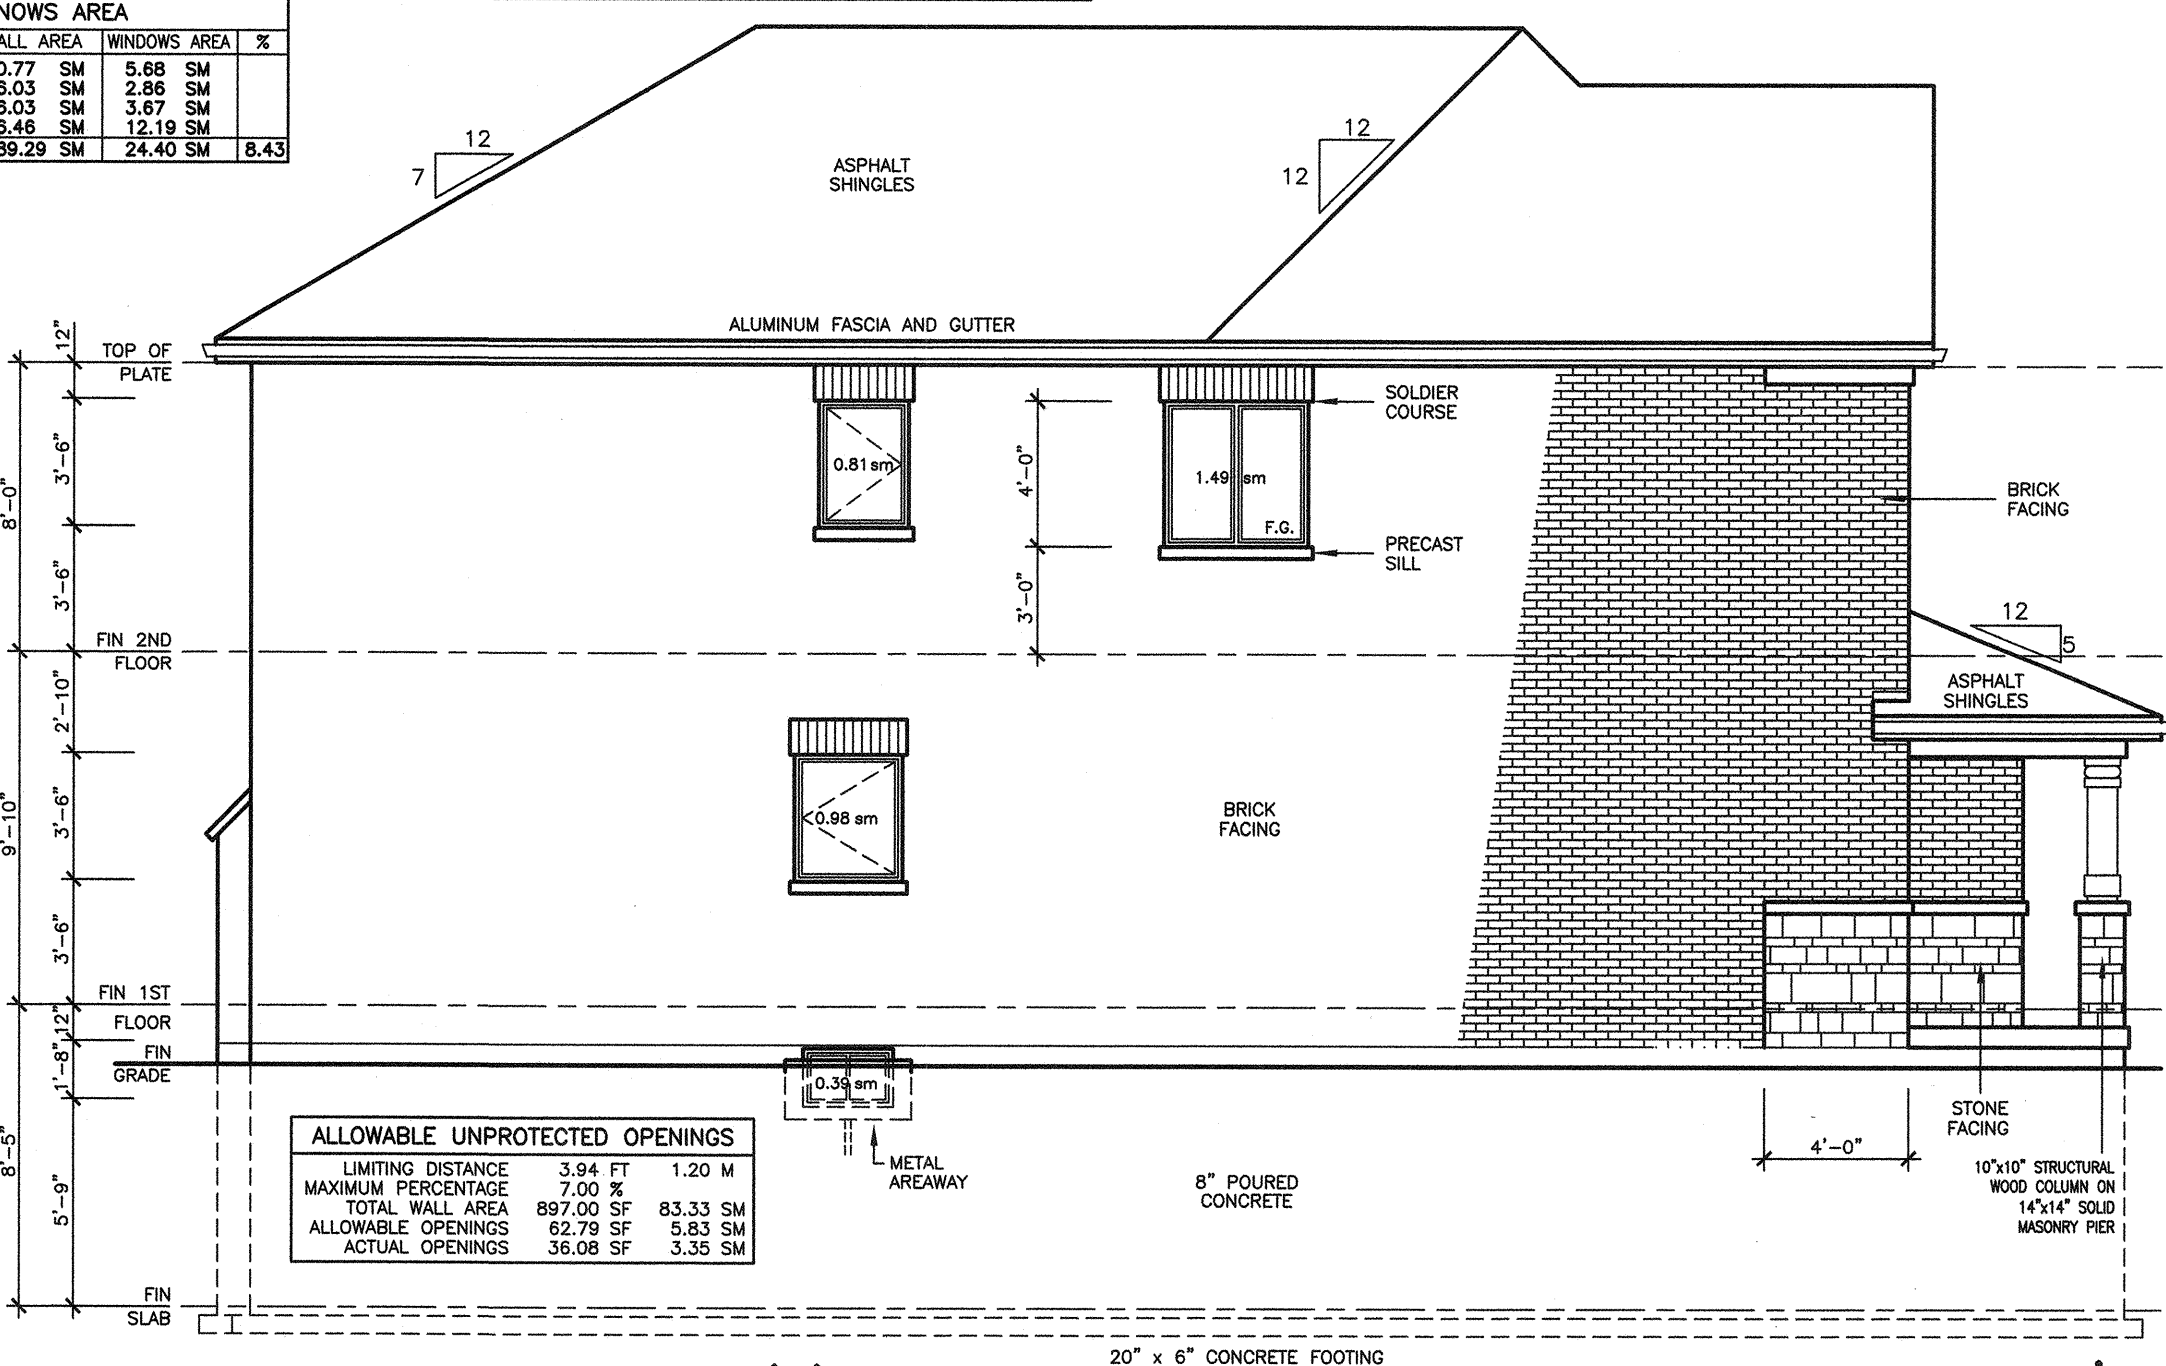 NOWS AREA
ALL AREA WINDOWS AREA %
0.77 SM 5.68 SM
6.03 SM 2.86 SM
6.03 SM 3.67 SM
6.46 SM 12.19 SM
89.29 SM 24.40 SM 8.43
12
7
12
12
ASPHALT
SHINGLES
ALUMINUM FASCIA AND GUTTER
12"
TOP OF
PLATE
SOLDIER
COURSE
3'-6"
8'-0"
0.81 sm
4'-0"
1.49 sm
F.G.
BRICK
FACING
PRECAST
SILL
3'-6"
3'-0"
FIN 2ND
FLOOR
12
5
2'-10"
ASPHALT
SHINGLES
9'-10"
3'-6"
0.98 sm
BRICK
FACING
3'-6"
FIN 1ST
FLOOR
12"
FIN
GRADE
1'-8"
0.39 sm
STONE
FACING
ALLOWABLE UNPROTECTED OPENINGS
LIMITING DISTANCE 3.94 FT 1.20 M
MAXIMUM PERCENTAGE 7.00 %
TOTAL WALL AREA 897.00 SF 83.33 SM
ALLOWABLE OPENINGS 62.79 SF 5.83 SM
ACTUAL OPENINGS 36.08 SF 3.35 SM
METAL
AREAWAY
8" POURED
CONCRETE
4'-0"
10"x10" STRUCTURAL
WOOD COLUMN ON
14"x14" SOLID
MASONRY PIER
8'-5"
5'-9"
FIN
SLAB
20" x 6" CONCRETE FOOTING